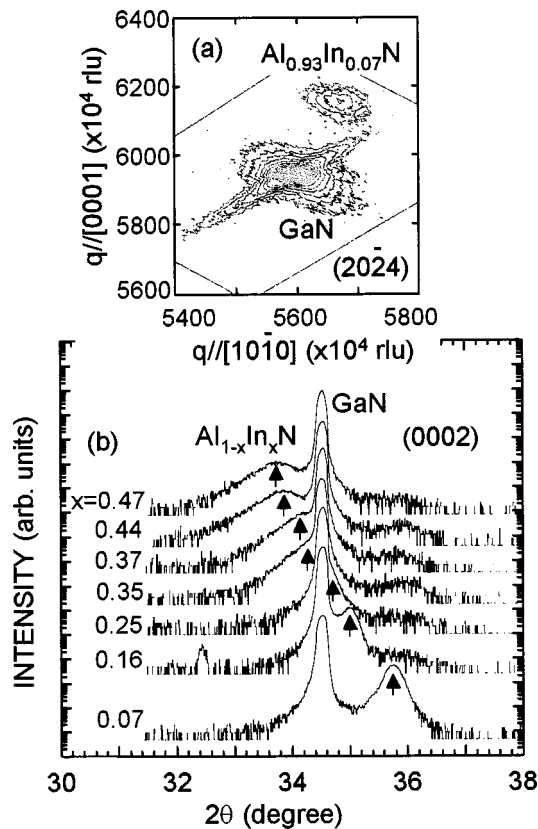 6400
(a)
Al0.93In0.07N
6200
6000
5800
5600
q//[0001] (x10⁴ rlu)
GaN
(202̄4)
5400
5600
5800
q//[101̄0] (x10⁴ rlu)
(b)
Al1-xInxN
GaN
(0002)
x=0.47
0.44
0.37
0.35
0.25
0.16
0.07
INTENSITY (arb. units)
30
32
34
36
38
2θ (degree)